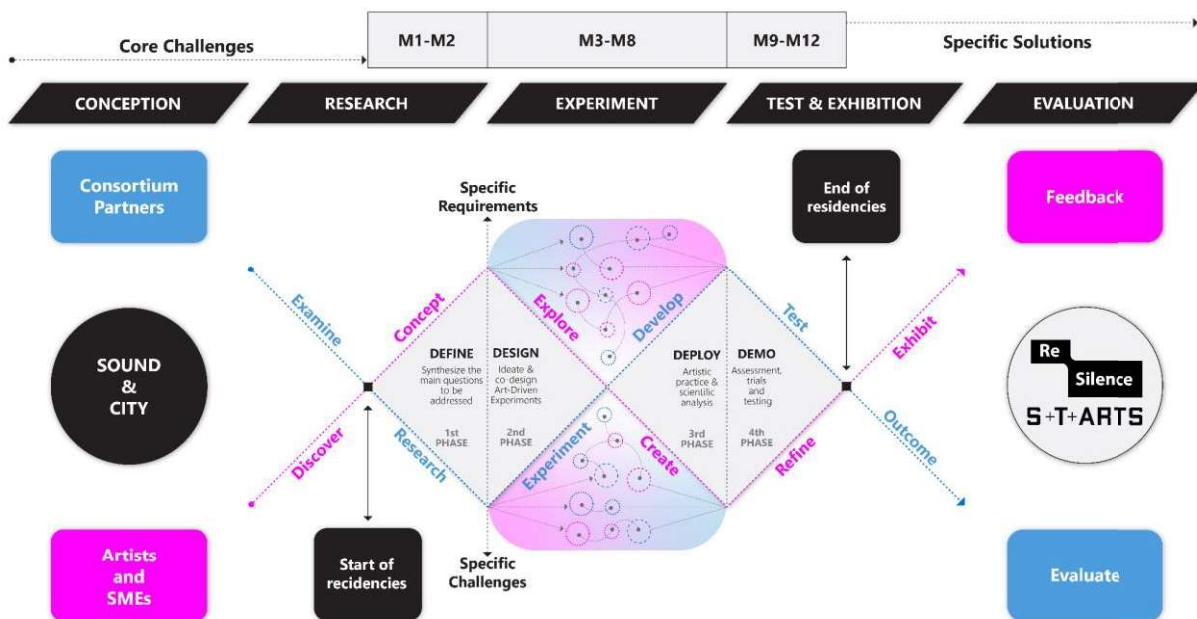 Core Challenges
M1-M2
M3-M8
M9-M12
Specific Solutions
CONCEPTION
RESEARCH
EXPERIMENT
TEST & EXHIBITION
EVALUATION
Consortium
Partners
Specific
Requirements
End of
residencies
Feedback
Examine
Concept
Explore
Develop
Test
Exhibit
SOUND
&
CITY
DEFINE
Synthesize the
main questions
to be
addressed
1st
PHASE
DESIGN
Ideate &
co-design
Art-Driven
Experiments
2nd
PHASE
DEPLOY
Artistic
practice &
scientific
analysis
3rd
PHASE
DEMO
Assessment,
trials
and
testing
4th
PHASE
Re
Silence
S+T+ARTS
Discover
Research
Experiment
Create
Refine
Outcome
Artists
and
SMEs
Start of
recidencies
Specific
Challenges
Evaluate